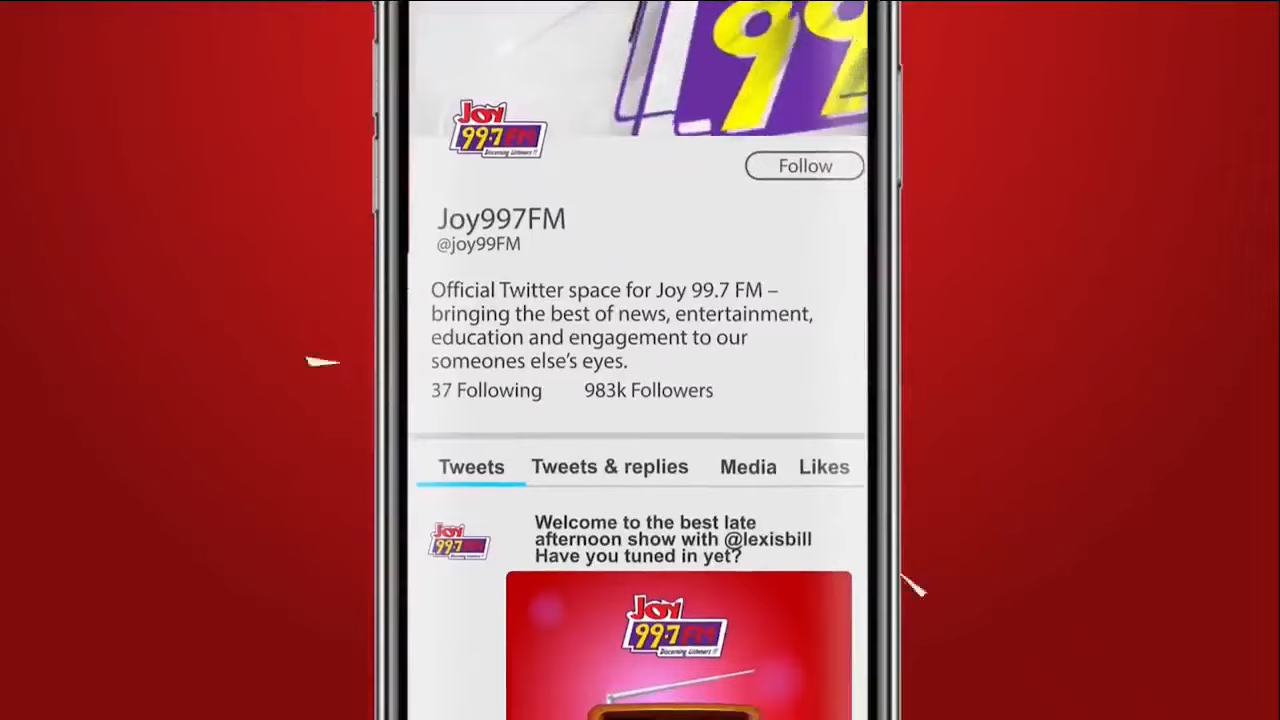 99
Joy
99.7 FM
Discerning Listeners !!
Follow
Joy997FM
@joy99FM
Official Twitter space for Joy 99.7 FM –
bringing the best of news, entertainment,
education and engagement to our
someones else’s eyes.
37 Following 983k Followers
Tweets Tweets & replies Media Likes
Joy
99.7 FM
Welcome to the best late
afternoon show with @lexisbill
Have you tuned in yet?
Joy
99.7 FM
Discerning Listeners !!